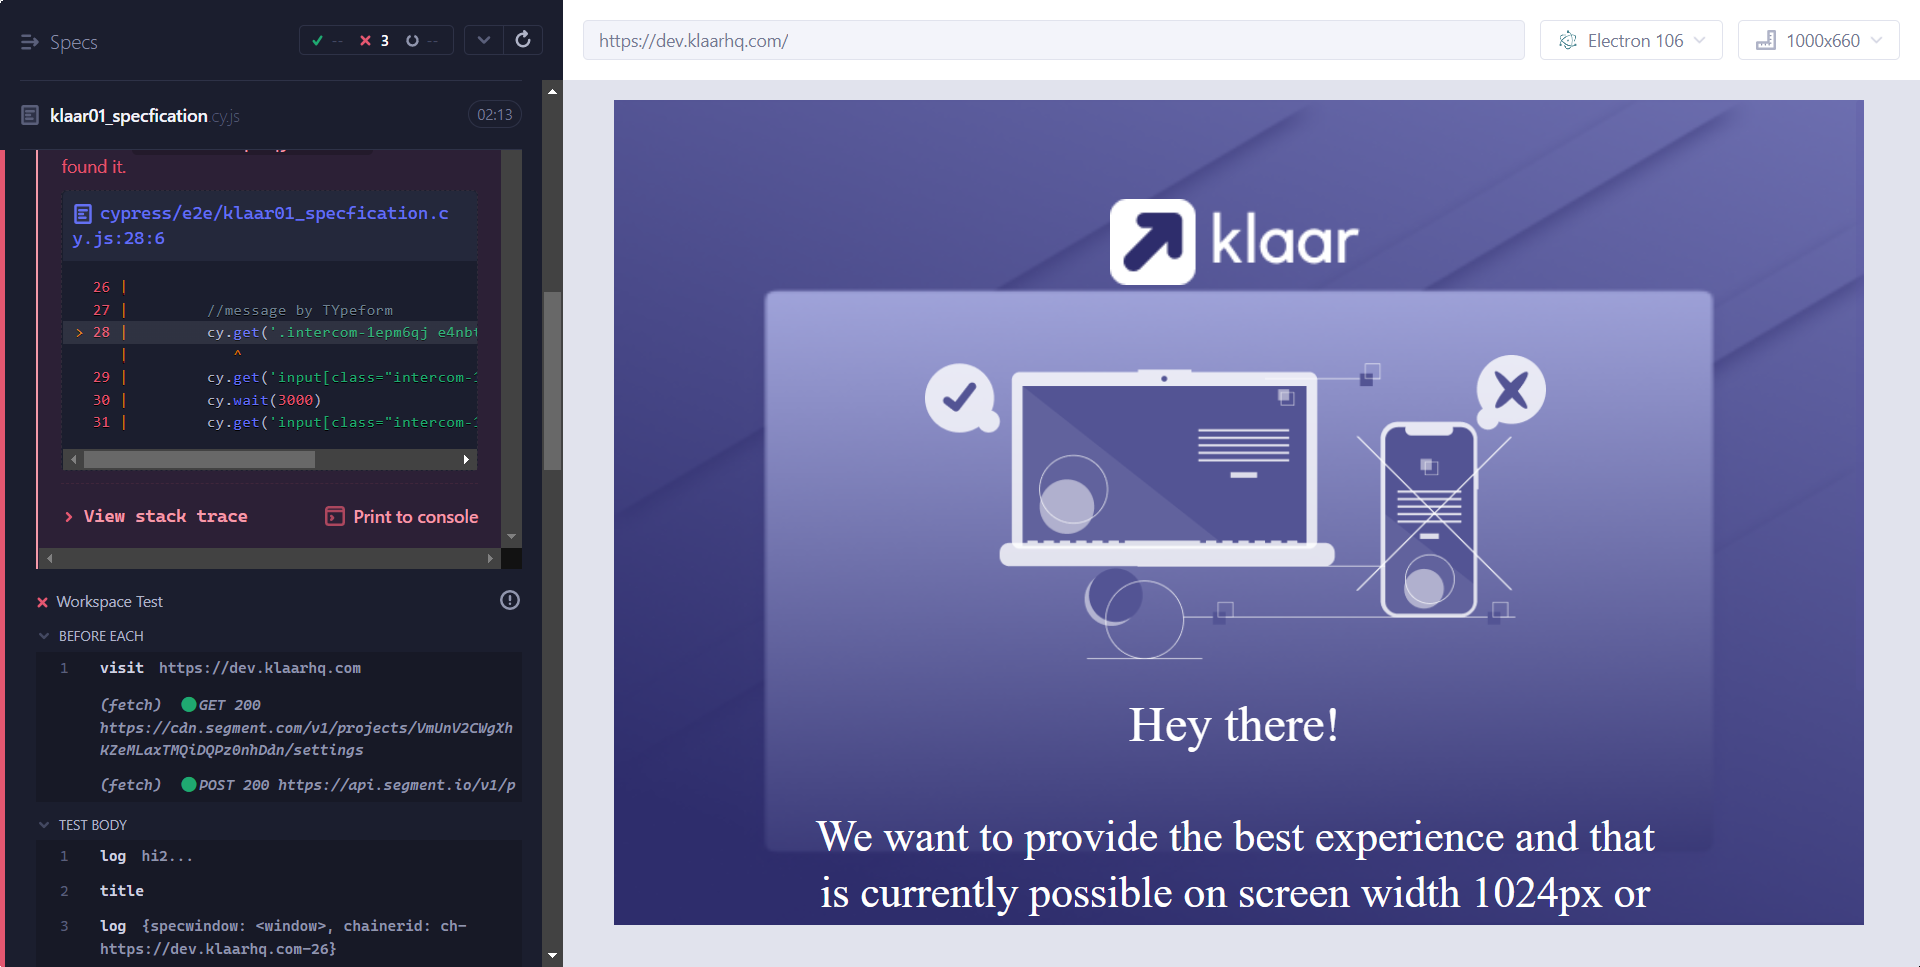 Specs
-- 3 --
klaar01_specfication.cy.js
02:13
found it.
cypress/e2e/klaar01_specfication.c
y.js:28:6
26 |
27 | //message by TYpeform
> 28 | cy.get('.intercom-1epm6qj e4nbt
| ^
29 | cy.get('input[class="intercom-1
30 | cy.wait(3000)
31 | cy.get('input[class="intercom-1
> View stack trace
Print to console
Workspace Test
BEFORE EACH
1 visit https://dev.klaarhq.com
(fetch) GET 200
https://cdn.segment.com/v1/projects/VmUnV2CWgXh
KZeMLaxTMQiDQPz0nhDdn/settings
(fetch) POST 200 https://api.segment.io/v1/p
TEST BODY
1 log hi2...
2 title
3 log {specwindow: <window>, chainerid: ch-
https://dev.klaarhq.com-26}
https://dev.klaarhq.com/
Electron 106
1000x660
klaar
Hey there!
We want to provide the best experience and that
is currently possible on screen width 1024px or